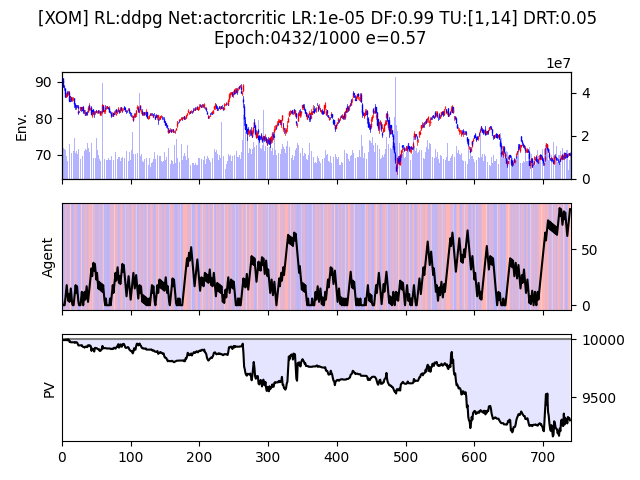 [XOM] RL:ddpg Net:actorcritic LR:1e-05 DF:0.99 TU:[1,14] DRT:0.05
Epoch:0432/1000 e=0.57
1e7
90
80
70
Env.
4
2
0
Agent
50
0
PV
10000
9500
0 100 200 300 400 500 600 700